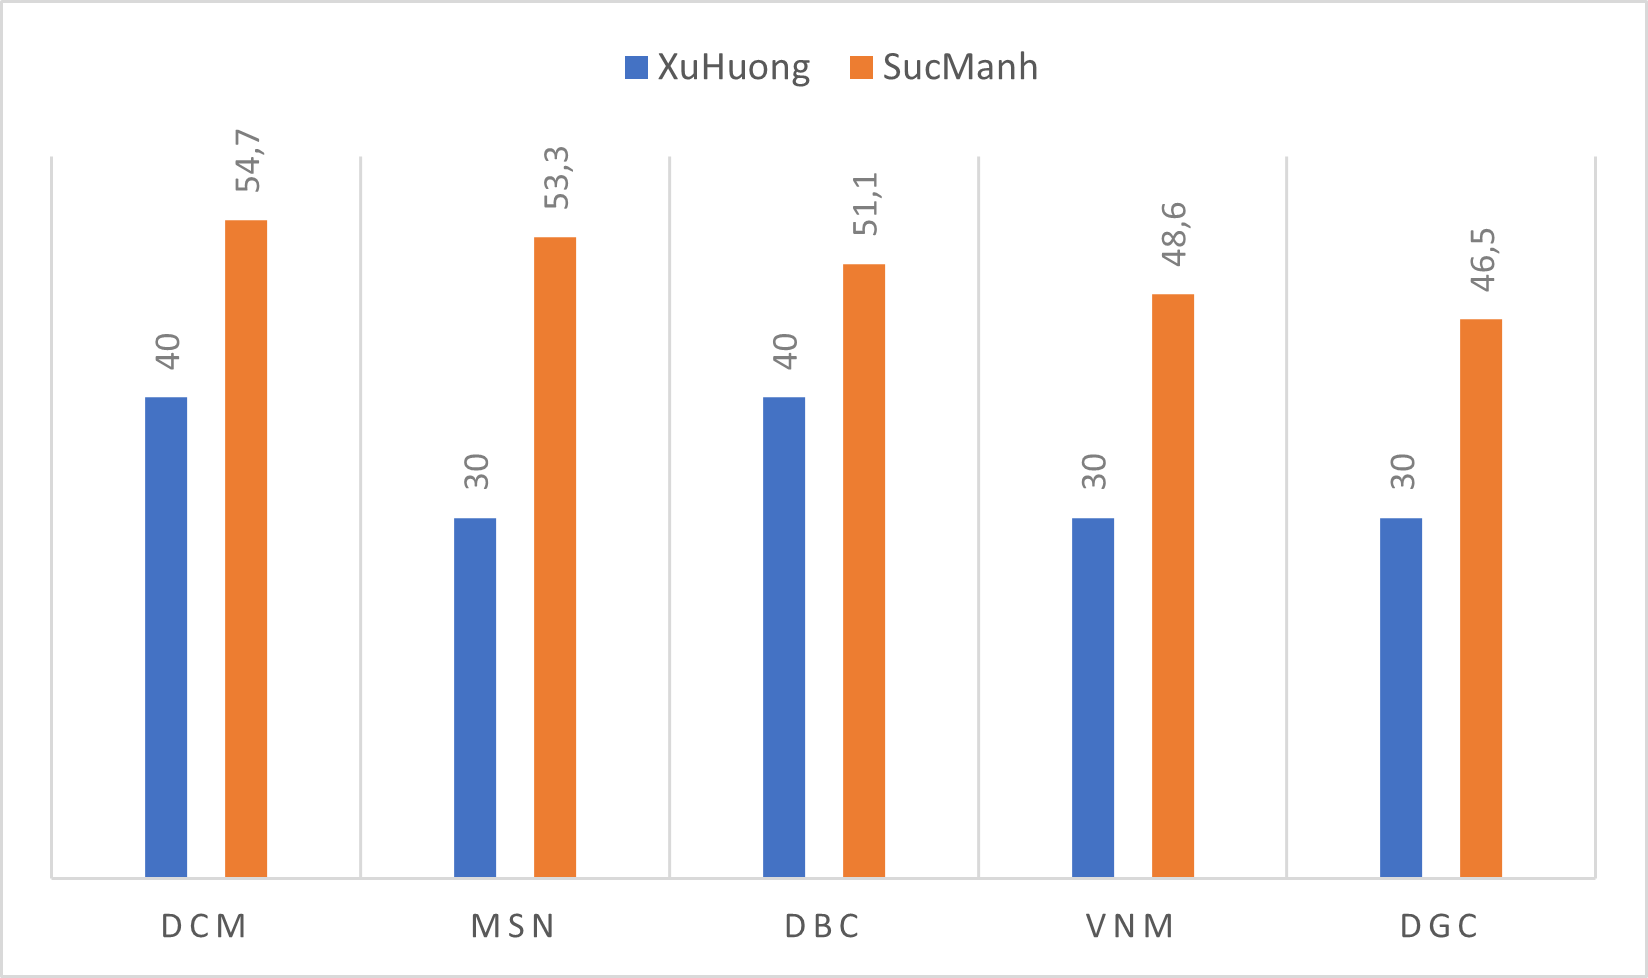 XuHuong SucManh
40 54,7 30 53,3 40 51,1 30 48,6 30 46,5
DCM MSN DBC VNM DGC